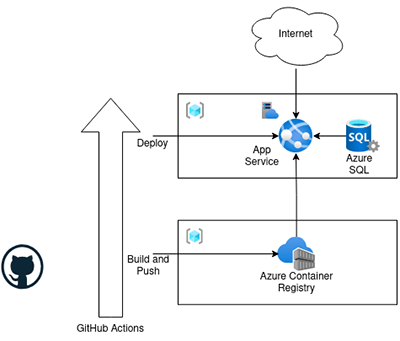 Internet
Deploy
App
Service
SQL
Azure
SQL
Build and
Push
Azure Container
Registry
GitHub Actions